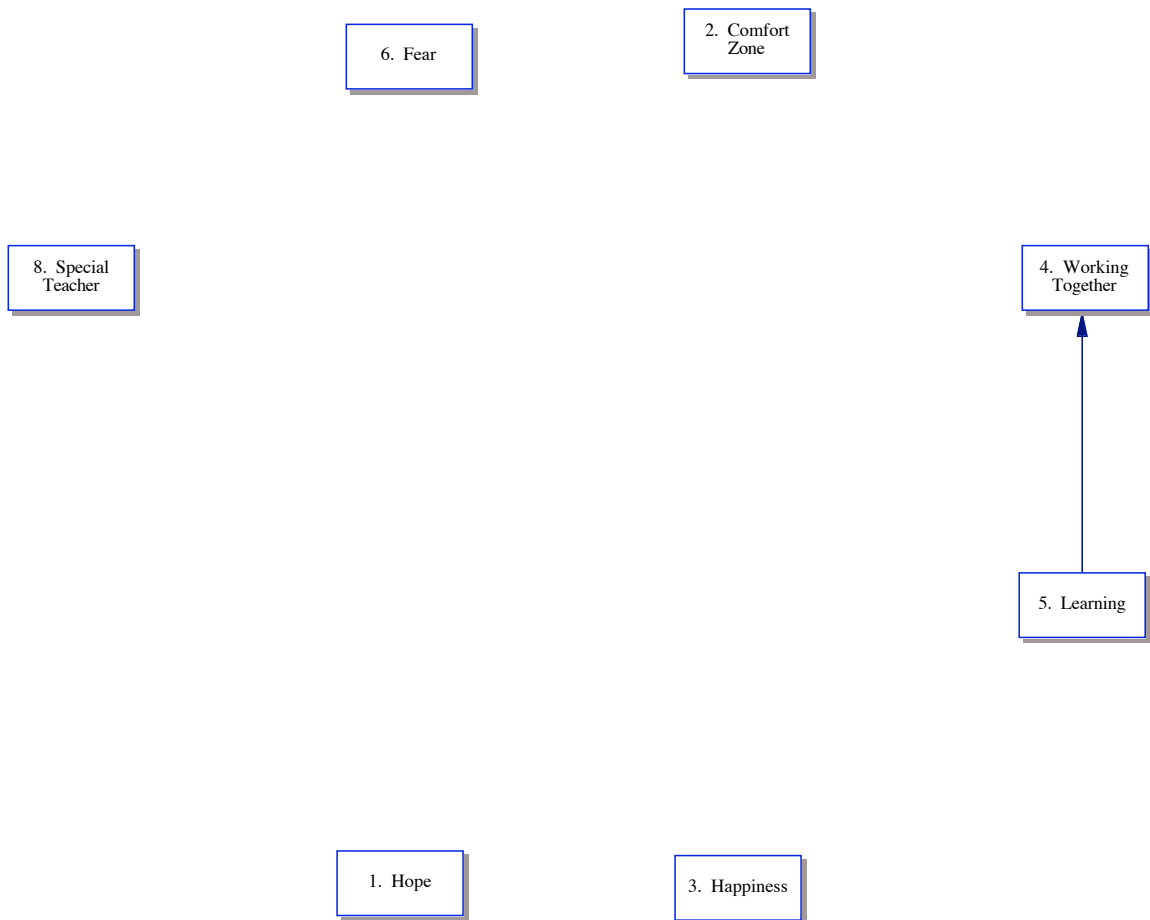 6. Fear
2. Comfort
Zone
8. Special
Teacher
4. Working
Together
5. Learning
1. Hope
3. Happiness